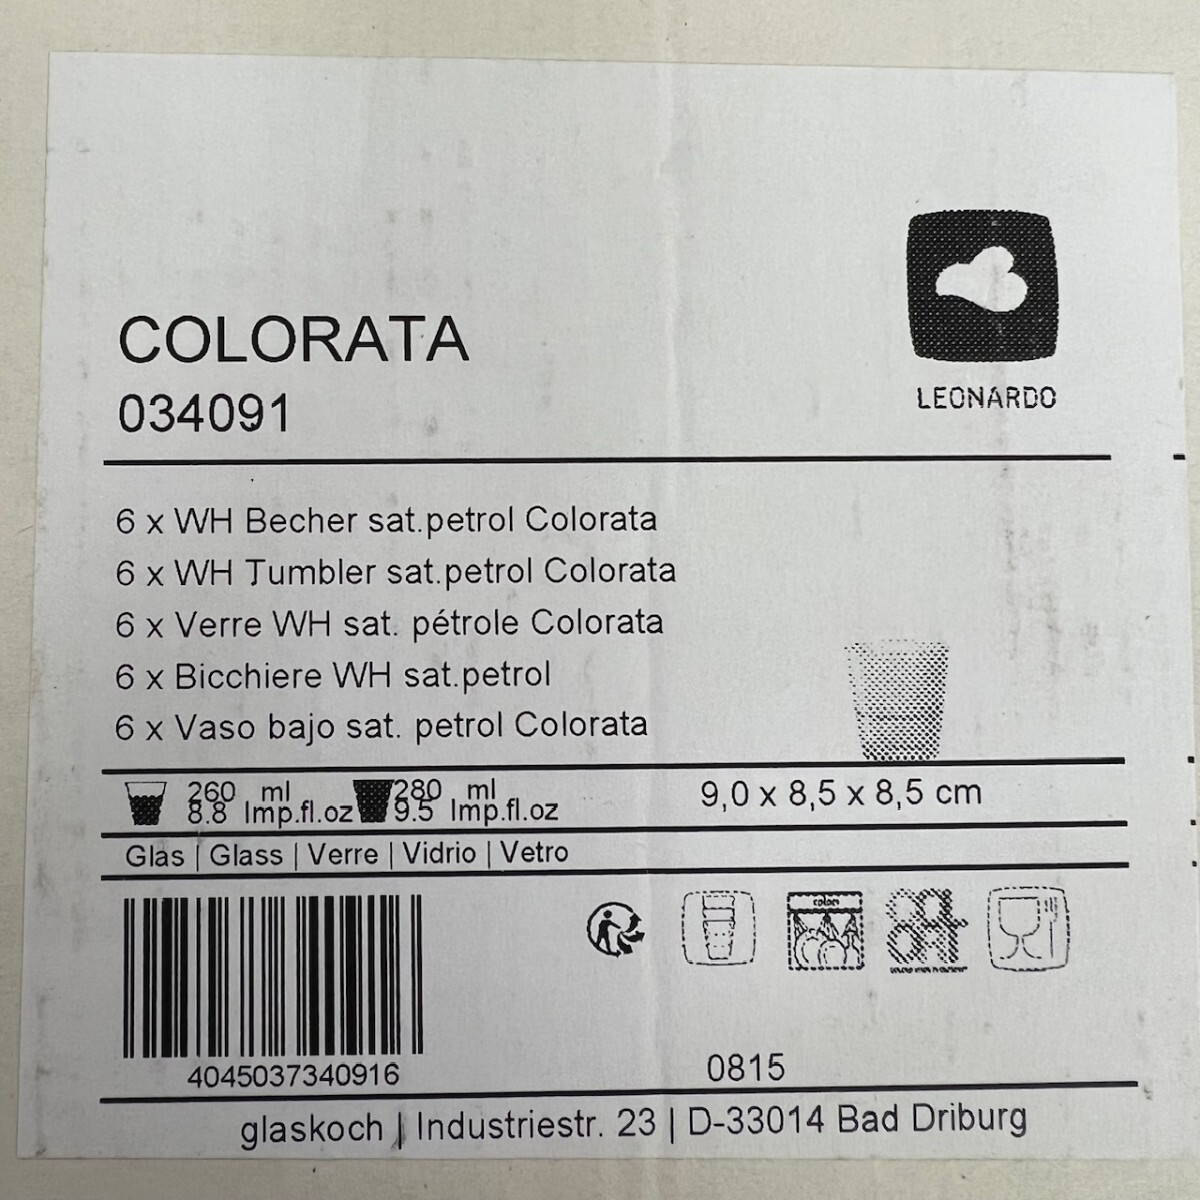 COLORATA
034091
LEONARDO
6 x WH Becher sat.petrol Colorata
6 x WH Tumbler sat.petrol Colorata
6 x Verre WH sat. pétrole Colorata
6 x Bicchiere WH sat.petrol
6 x Vaso bajo sat. petrol Colorata
260 ml 280 ml
8.8 Imp.fl.oz 9.5 Imp.fl.oz
9,0 x 8,5 x 8,5 cm
Glas | Glass | Verre | Vidrio | Vetro
colori
4045037340916
0815
glaskoch | Industriestr. 23 | D-33014 Bad Driburg